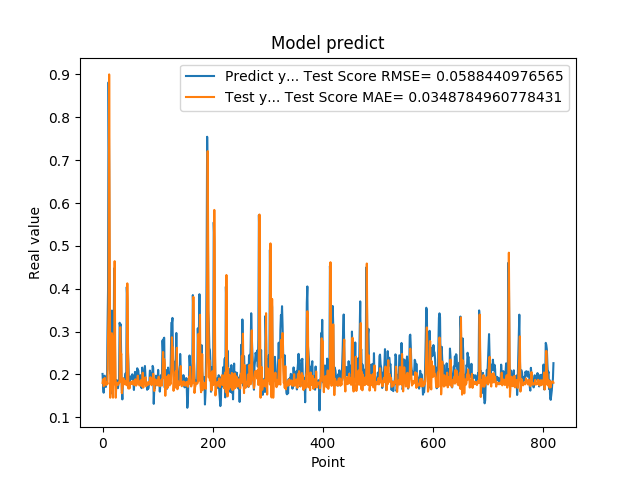 Model predict
Predict y... Test Score RMSE= 0.0588440976565
Test y... Test Score MAE= 0.0348784960778431
0.9
0.8
0.7
0.6
0.5
0.4
0.3
0.2
0.1
Real value
0 200 400 600 800
Point